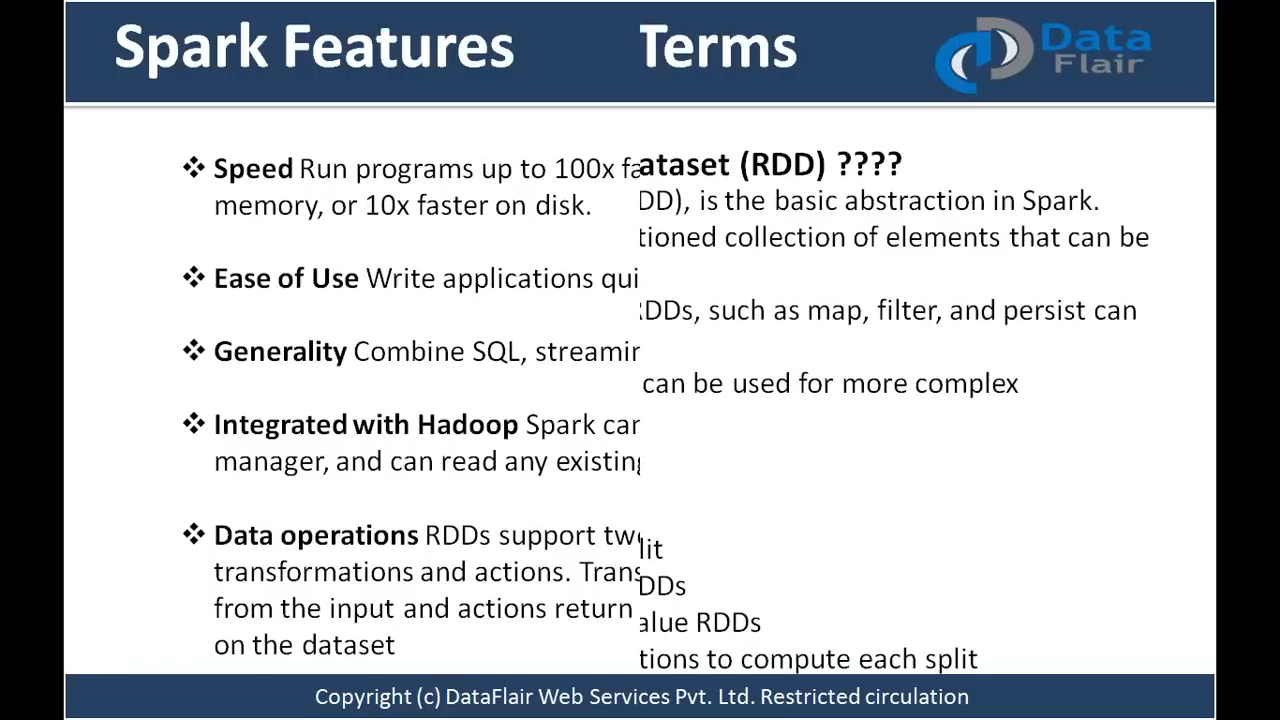 Spark Features
Terms
Data
Flair
❖ Speed Run programs up to 100x fa
memory, or 10x faster on disk.
❖ Ease of Use Write applications qui
❖ Generality Combine SQL, streamin
❖ Integrated with Hadoop Spark can
manager, and can read any existing
❖ Data operations RDDs support tw
transformations and actions. Trans
from the input and actions return
on the dataset
ataset (RDD) ????
DD), is the basic abstraction in Spark.
tioned collection of elements that can be
RDDs, such as map, filter, and persist can
can be used for more complex
lit
DDs
alue RDDs
tions to compute each split
Copyright (c) DataFlair Web Services Pvt. Ltd. Restricted circulation